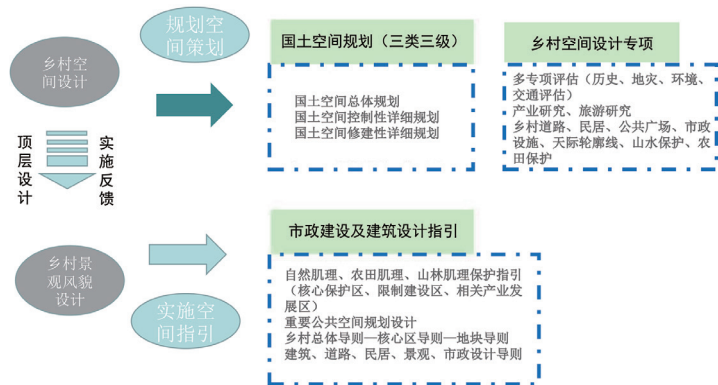 规划空
间策划
国土空间规划（三类三级）
乡村空间设计专项
乡村空
间设计
国土空间总体规划
国土空间控制性详细规划
国土空间修建性详细规划
多专项评估（历史、地灾、环境、
交通评估）
产业研究、旅游研究
乡村道路、民居、公共广场、市政
设施、天际轮廓线、山水保护、农
田保护
顶层设计
实施反馈
市政建设及建筑设计指引
乡村景
观风貌
设计
实施空
间指引
自然肌理、农田肌理、山林肌理保护指引
（核心保护区、限制建设区、相关产业发
展区）
重要公共空间规划设计
乡村总体导则—核心区导则—地块导则
建筑、道路、民居、景观、市政设计导则